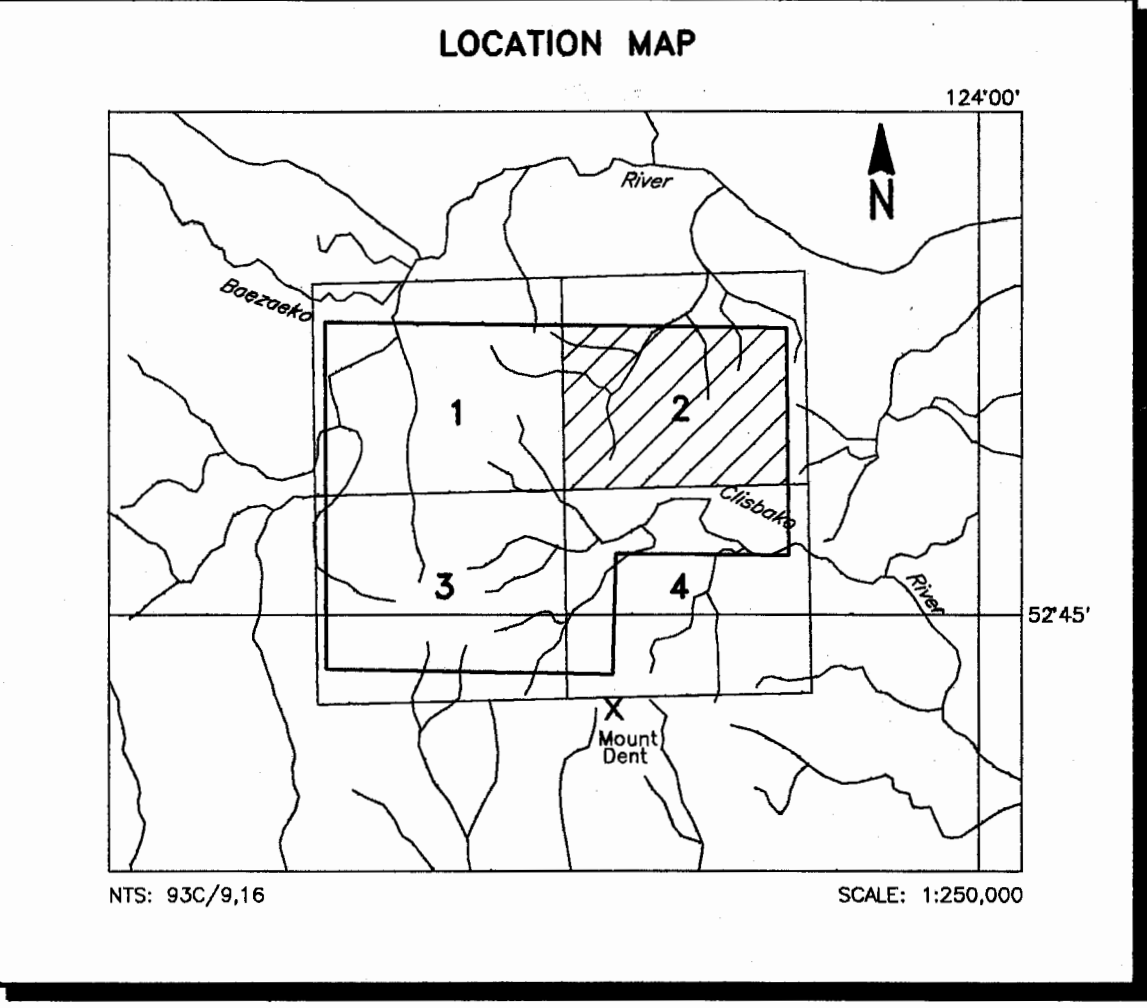 LOCATION MAP
124°00'
N
River
Baezaeko
1
2
Clisbako
3
4
River
52°45'
X
Mount
Dent
NTS: 93C/9,16
SCALE: 1:250,000